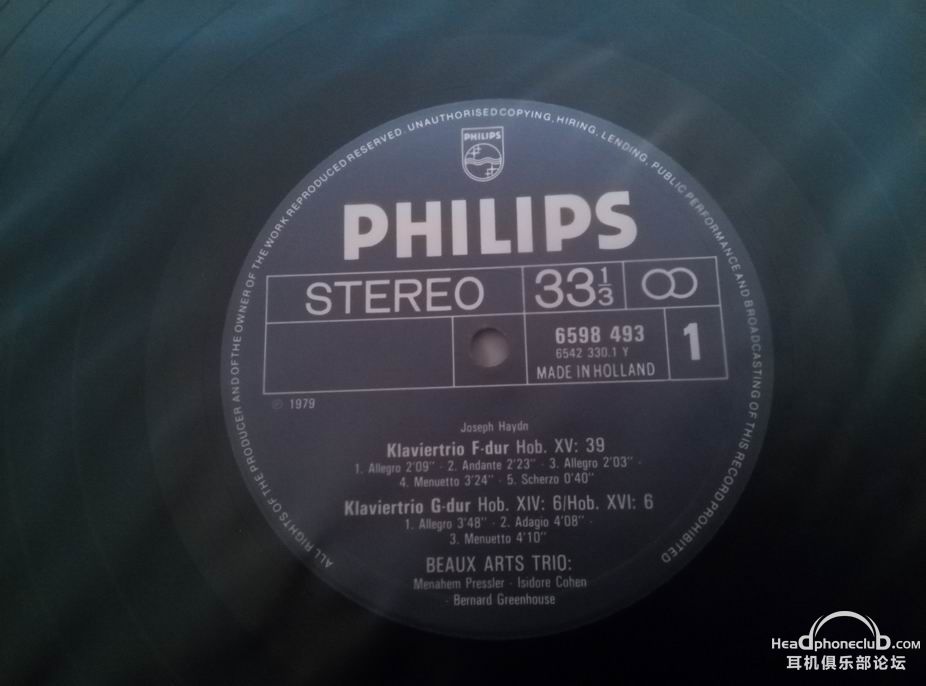 ALL RIGHTS OF THE PRODUCER AND OF THE OWNER OF THE WORK REPRODUCED RESERVED. UNAUTHORISED COPYING, HIRING, LENDING, PUBLIC PERFORMANCE AND BROADCASTING OF THIS RECORD PROHIBITED
PHILIPS
PHILIPS
STEREO 33 1/3
6598 493 1
6542 330.1 Y
MADE IN HOLLAND
℗ 1979
Joseph Haydn
Klaviertrio F-dur Hob. XV: 39
1. Allegro 2'09" · 2. Andante 2'23" · 3. Allegro 2'03" ·
4. Menuetto 3'24" · 5. Scherzo 0'40"
Klaviertrio G-dur Hob. XIV: 6/Hob. XVI: 6
1. Allegro 3'48" · 2. Adagio 4'08" ·
3. Menuetto 4'10"
BEAUX ARTS TRIO:
Menahem Pressler · Isidore Cohen
· Bernard Greenhouse
HeadphoneclubD.com
耳机俱乐部论坛